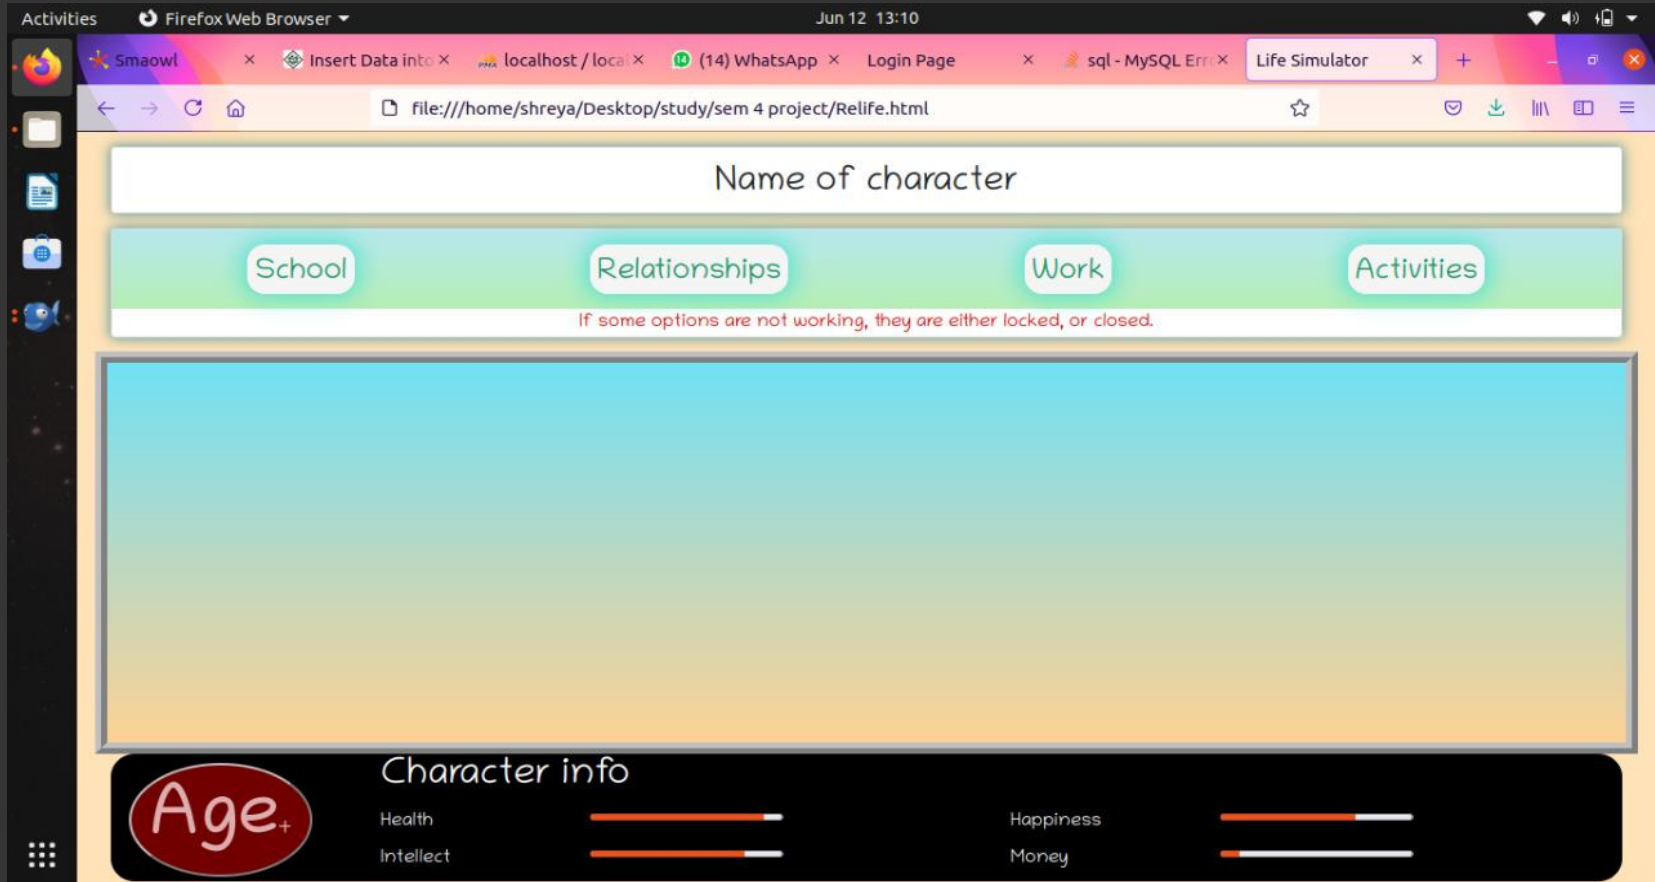 Activities Firefox Web Browser Jun 12 13:10
Smaowl Insert Data into localhost / local (14) WhatsApp Login Page sql - MySQL Erro Life Simulator
file:///home/shreya/Desktop/study/sem 4 project/Relife.html
Name of character
School Relationships Work Activities
If some options are not working, they are either locked, or closed.
Character info
Age+
Health Happiness
Intellect Money